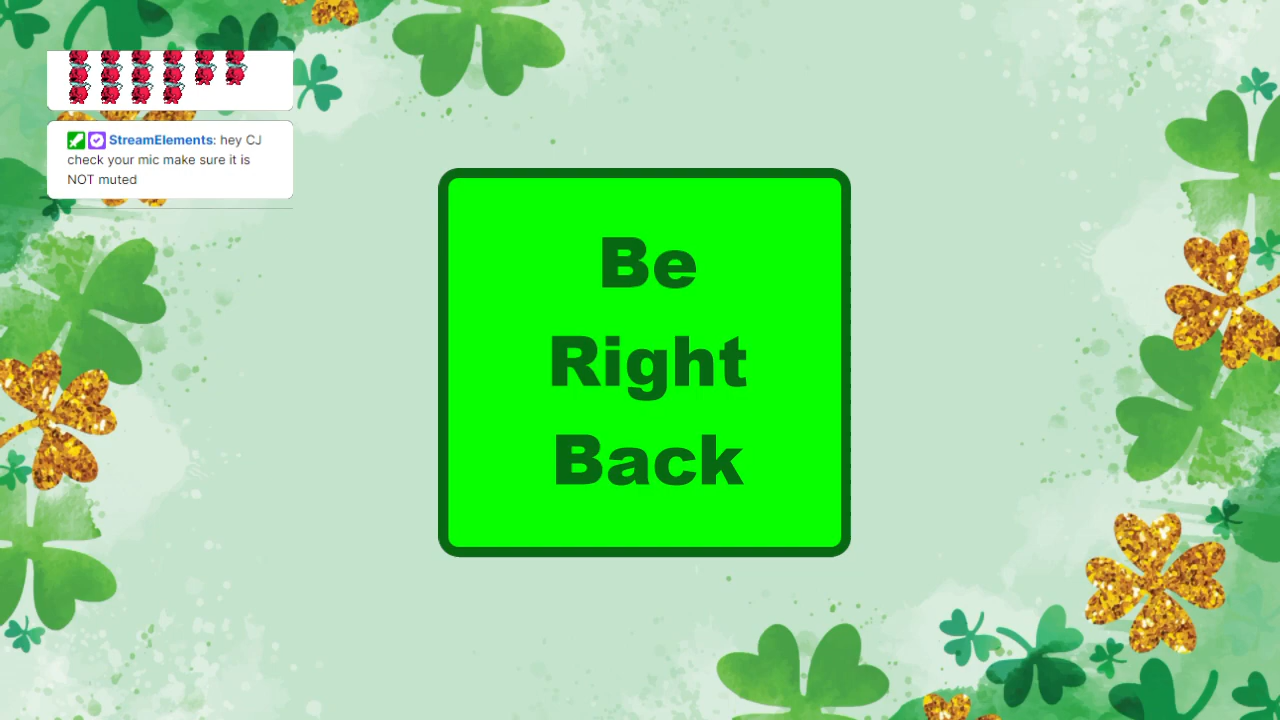 StreamElements: hey CJ
check your mic make sure it is
NOT muted
Be
Right
Back